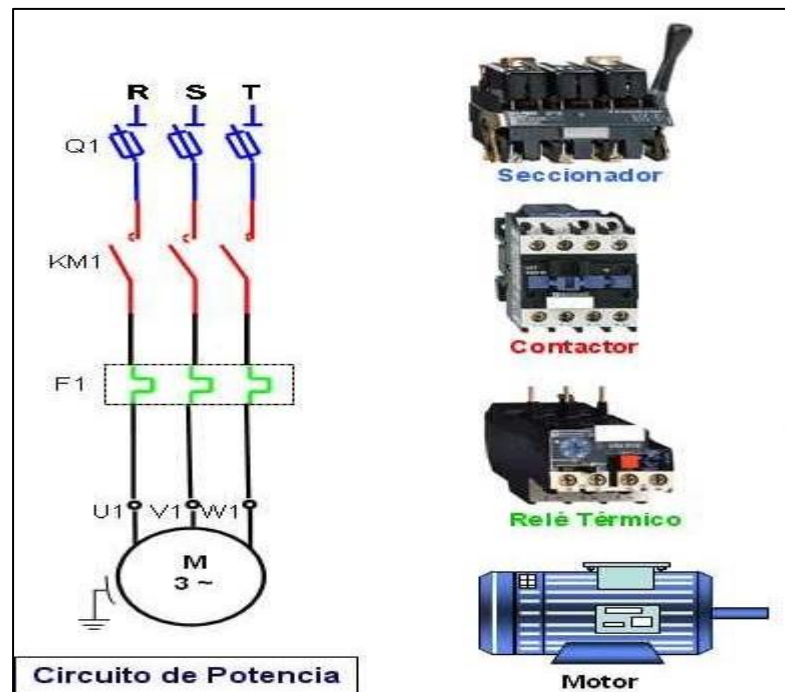 R S T
Q1
KM1
F1
U1 V1 W1
M
3 ~
Circuito de Potencia
Seccionador
Contactor
Relé Térmico
Motor